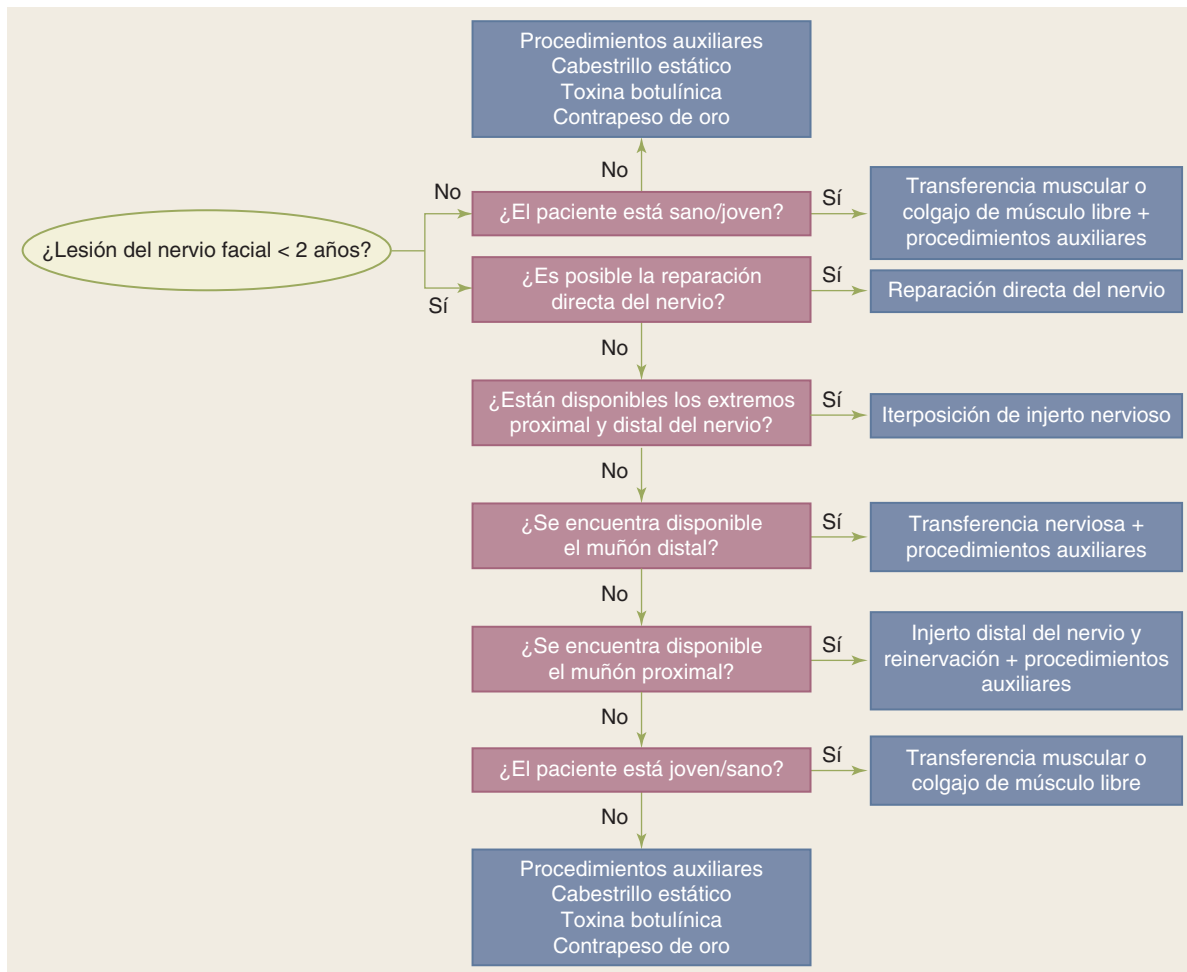 Procedimientos auxiliares
Cabestrillo estático
Toxina botulínica
Contrapeso de oro
No
No
¿El paciente está sano/joven?
Sí
Transferencia muscular o
colgajo de músculo libre +
procedimientos auxiliares
¿Lesión del nervio facial < 2 años?
Sí
¿Es posible la reparación
directa del nervio?
Sí
Reparación directa del nervio
No
¿Están disponibles los extremos
proximal y distal del nervio?
Sí
Iterposición de injerto nervioso
No
¿Se encuentra disponible
el muñón distal?
Sí
Transferencia nerviosa +
procedimientos auxiliares
No
¿Se encuentra disponible
el muñón proximal?
Sí
Injerto distal del nervio y
reinervación + procedimientos
auxiliares
No
¿El paciente está joven/sano?
Sí
Transferencia muscular o
colgajo de músculo libre
No
Procedimientos auxiliares
Cabestrillo estático
Toxina botulínica
Contrapeso de oro